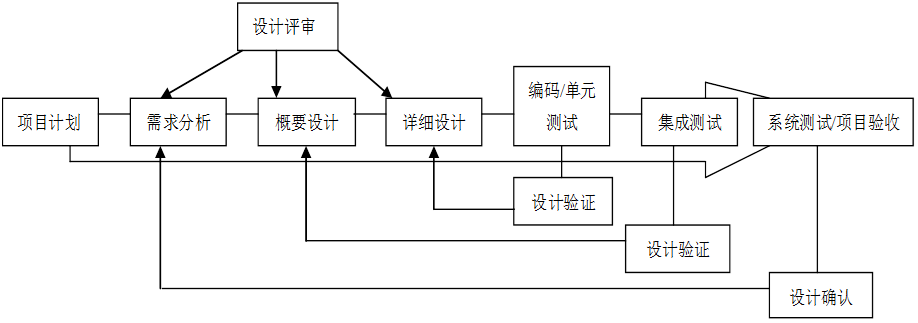 设计评审
项目计划
需求分析
概要设计
详细设计
编码/单元
测试
集成测试
系统测试/项目验收
设计验证
设计验证
设计确认